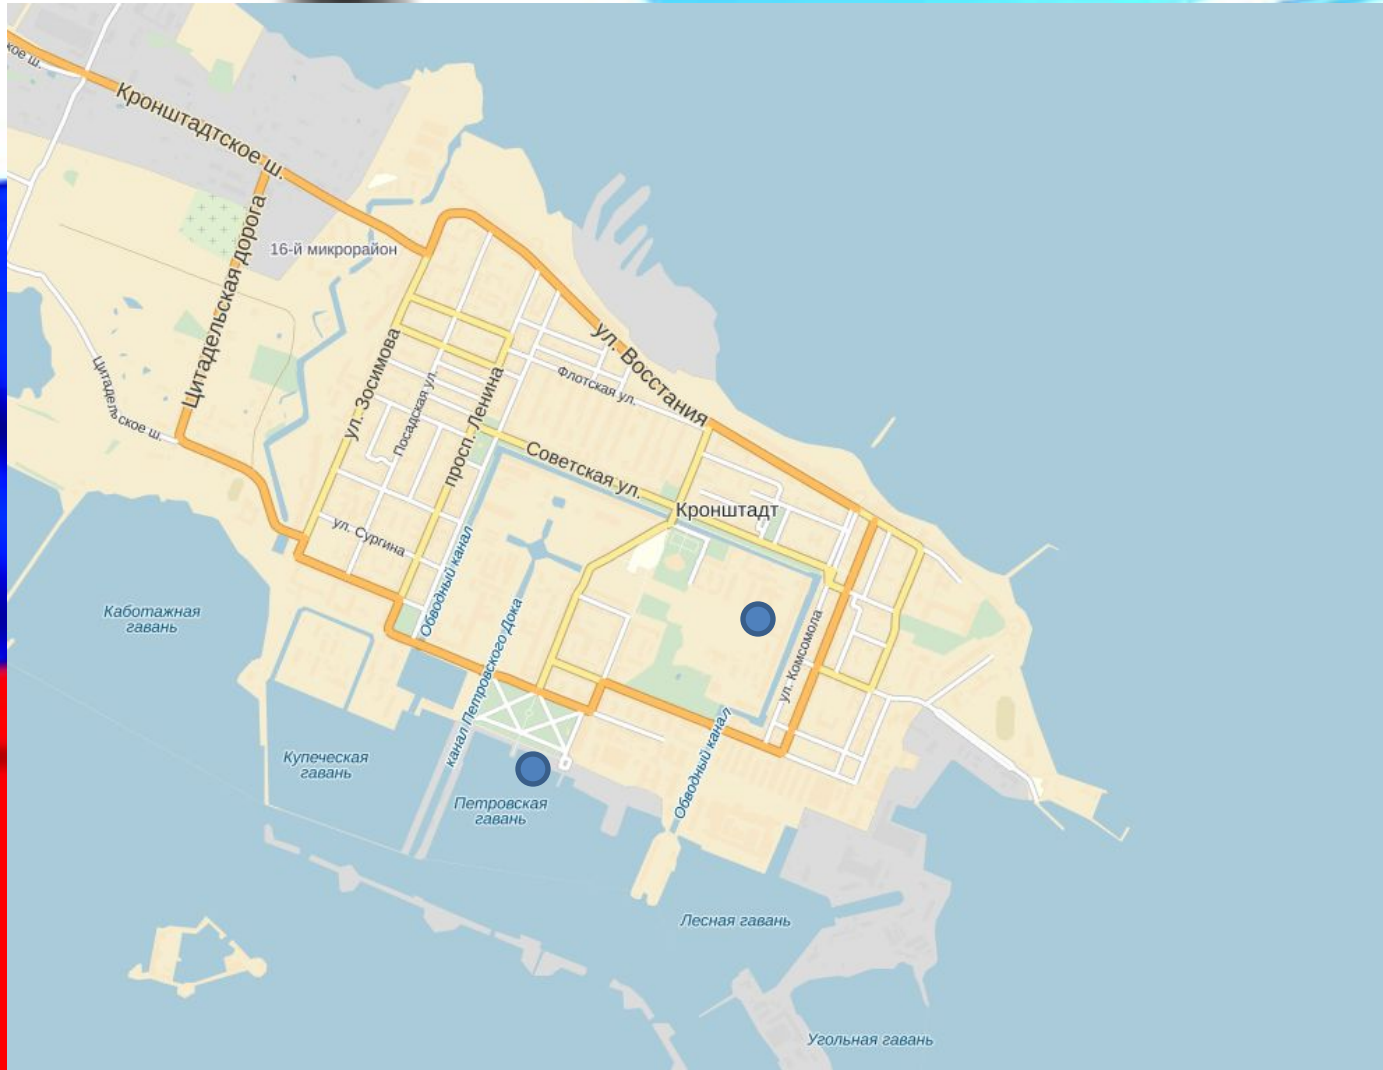 кое ш.
Кронштадтское ш.
Цитадельская дорога
16-й микрорайон
Цитадельское ш.
ул. Зосимова
Посадская ул.
просп. Ленина
ул. Восстания
Флотская ул.
Советская ул.
Кронштадт
ул. Сургина
Обводный канал
канал Петровского Дока
ул. Комсомола
Каботажная
гавань
Купеческая
гавань
Петровская
гавань
Обводный канал
Лесная гавань
Угольная гавань